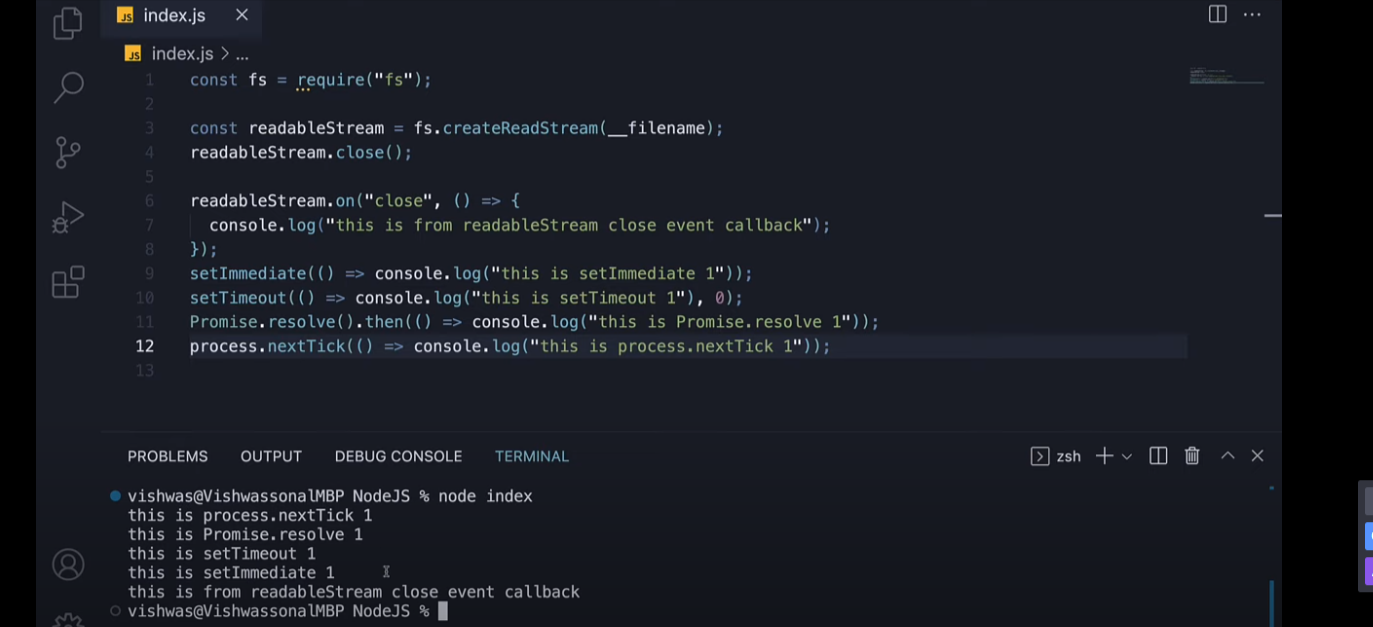 JS index.js ×
JS index.js > ...
1 const fs = require("fs");
2
3 const readableStream = fs.createReadStream(__filename);
4 readableStream.close();
5
6 readableStream.on("close", () => {
7 console.log("this is from readableStream close event callback");
8 });
9 setImmediate(() => console.log("this is setImmediate 1"));
10 setTimeout(() => console.log("this is setTimeout 1"), 0);
11 Promise.resolve().then(() => console.log("this is Promise.resolve 1"));
12 process.nextTick(() => console.log("this is process.nextTick 1"));
13
PROBLEMS OUTPUT DEBUG CONSOLE TERMINAL zsh
vishwas@VishwassonalMBP NodeJS % node index
this is process.nextTick 1
this is Promise.resolve 1
this is setTimeout 1
this is setImmediate 1
this is from readableStream close event callback
vishwas@VishwassonalMBP NodeJS %